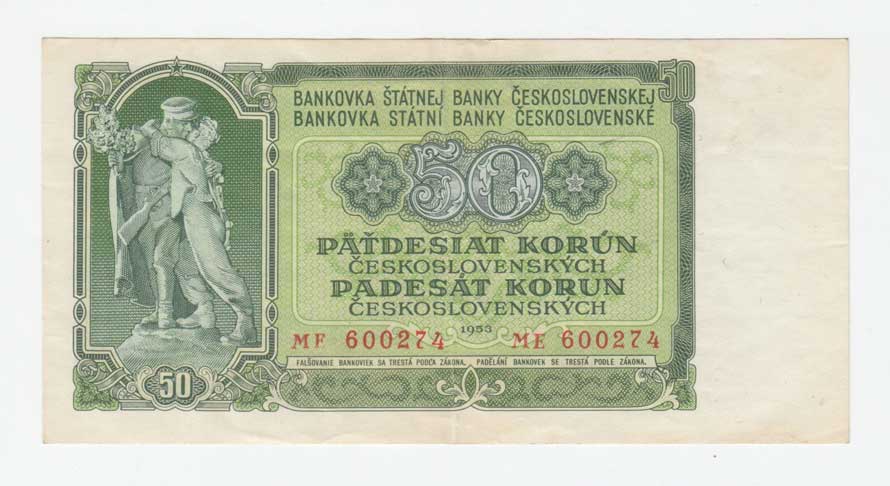 50
BANKOVKA ŠTÁTNEJ BANKY ČESKOSLOVENSKEJ
BANKOVKA STÁTNÍ BANKY ČESKOSLOVENSKÉ
50
PÄŤDESIAT KORÚN
ČESKOSLOVENSKÝCH
PADESÁT KORUN
ČESKOSLOVENSKÝCH
1953
MF 600274 ME 600274
FALŠOVANIE BANKOVIEK SA TRESTÁ PODĽA ZÁKONA. PADĚLÁNÍ BANKOVEK SE TRESTÁ PODLE ZÁKONA.
50